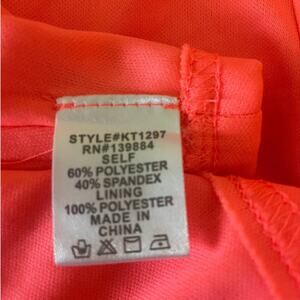 STYLE#KT1297
RN#139884
SELF
60% POLYESTER
40% SPANDEX
LINING
100% POLYESTER
MADE IN
CHINA